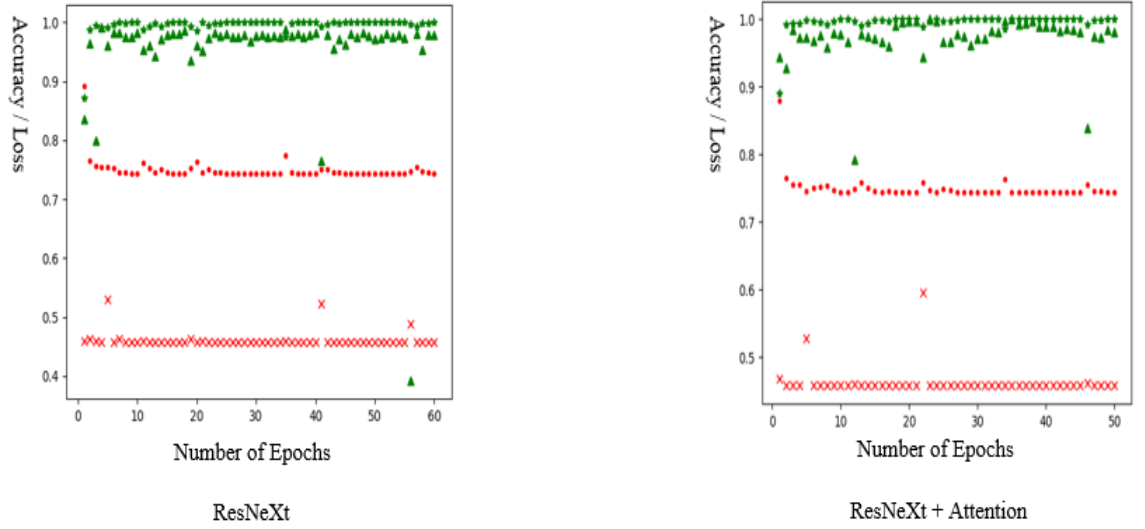 Accuracy / Loss
1.0
0.9
0.8
0.7
0.6
0.5
0.4
0 10 20 30 40 50 60
Number of Epochs
ResNeXt
Accuracy / Loss
1.0
0.9
0.8
0.7
0.6
0.5
0 10 20 30 40 50
Number of Epochs
ResNeXt + Attention